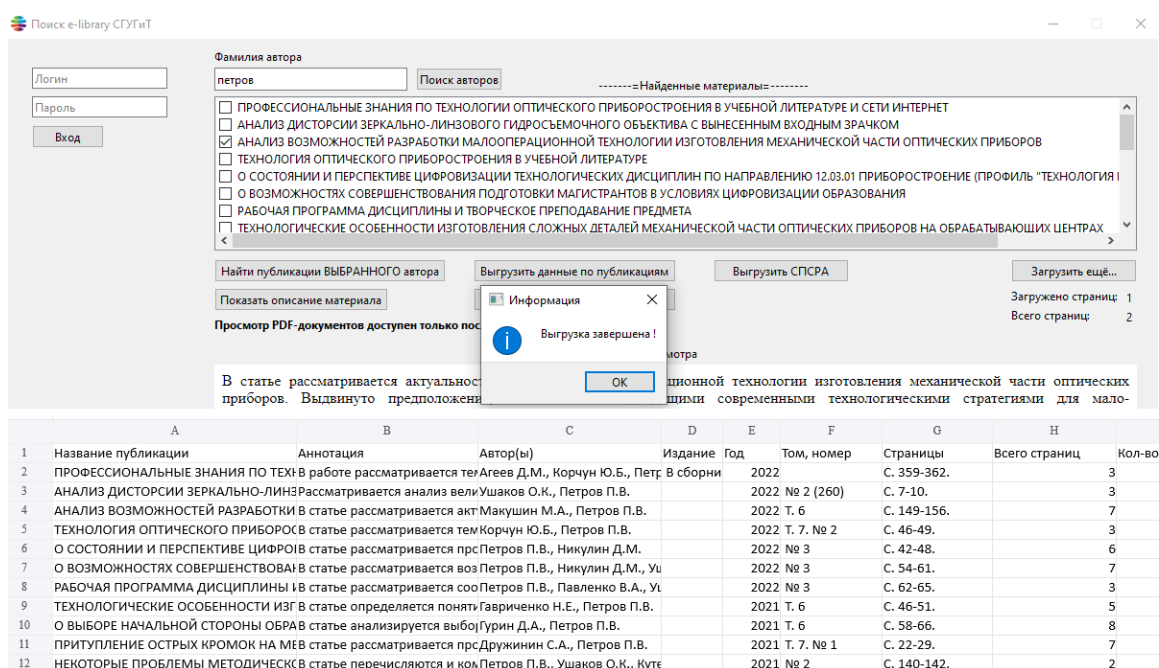 Поиск e-library СГУГиТ
Фамилия автора
Логин
петров
Поиск авторов
-------=Найденные материалы=--------
Пароль
Вход
ПРОФЕССИОНАЛЬНЫЕ ЗНАНИЯ ПО ТЕХНОЛОГИИ ОПТИЧЕСКОГО ПРИБОРОСТРОЕНИЯ В УЧЕБНОЙ ЛИТЕРАТУРЕ И СЕТИ ИНТЕРНЕТ
АНАЛИЗ ДИСТОРСИИ ЗЕРКАЛЬНО-ЛИНЗОВОГО ГИДРОСЪЕМОЧНОГО ОБЪЕКТИВА С ВЫНЕСЕННЫМ ВХОДНЫМ ЗРАЧКОМ
АНАЛИЗ ВОЗМОЖНОСТЕЙ РАЗРАБОТКИ МАЛООПЕРАЦИОННОЙ ТЕХНОЛОГИИ ИЗГОТОВЛЕНИЯ МЕХАНИЧЕСКОЙ ЧАСТИ ОПТИЧЕСКИХ ПРИБОРОВ
ТЕХНОЛОГИЯ ОПТИЧЕСКОГО ПРИБОРОСТРОЕНИЯ В УЧЕБНОЙ ЛИТЕРАТУРЕ
О СОСТОЯНИИ И ПЕРСПЕКТИВЕ ЦИФРОВИЗАЦИИ ТЕХНОЛОГИЧЕСКИХ ДИСЦИПЛИН ПО НАПРАВЛЕНИЮ 12.03.01 ПРИБОРОСТРОЕНИЕ (ПРОФИЛЬ "ТЕХНОЛОГИЯ
О ВОЗМОЖНОСТЯХ СОВЕРШЕНСТВОВАНИЯ ПОДГОТОВКИ МАГИСТРАНТОВ В УСЛОВИЯХ ЦИФРОВИЗАЦИИ ОБРАЗОВАНИЯ
РАБОЧАЯ ПРОГРАММА ДИСЦИПЛИНЫ И ТВОРЧЕСКОЕ ПРЕПОДАВАНИЕ ПРЕДМЕТА
ТЕХНОЛОГИЧЕСКИЕ ОСОБЕННОСТИ ИЗГОТОВЛЕНИЯ СЛОЖНЫХ ДЕТАЛЕЙ МЕХАНИЧЕСКОЙ ЧАСТИ ОПТИЧЕСКИХ ПРИБОРОВ НА ОБРАБАТЫВАЮЩИХ ЦЕНТРАХ
Найти публикации ВЫБРАННОГО автора
Выгрузить данные по публикациям
Выгрузить СПСРА
Загрузить ещё...
Показать описание материала
Загружено страниц: 1
Всего страниц: 2
Просмотр PDF-документов доступен только пос
Информация
Выгрузка завершена !
OK
мотра
В статье рассматривается актуальнос ционной технологии изготовления механической части оптических
приборов. Выдвинуто предположени щими современными технологическими стратегиями для мало-
A B C D E F G H
1 Название публикации Аннотация Автор(ы) Издание Год Том, номер Страницы Всего страниц Кол-во
2 ПРОФЕССИОНАЛЬНЫЕ ЗНАНИЯ ПО ТЕХН В работе рассматривается тем Агеев Д.М., Корчун Ю.Б., Петр В сборни 2022 С. 359-362. 3
3 АНАЛИЗ ДИСТОРСИИ ЗЕРКАЛЬНО-ЛИНЗ Рассматривается анализ вели Ушаков О.К., Петров П.В. 2022 № 2 (260) С. 7-10. 3
4 АНАЛИЗ ВОЗМОЖНОСТЕЙ РАЗРАБОТКИ В статье рассматривается акт Макушин М.А., Петров П.В. 2022 Т. 6 С. 149-156. 7
5 ТЕХНОЛОГИЯ ОПТИЧЕСКОГО ПРИБОРОС В статье рассматривается тем Корчун Ю.Б., Петров П.В. 2022 Т. 7. № 2 С. 46-49. 3
6 О СОСТОЯНИИ И ПЕРСПЕКТИВЕ ЦИФРО В статье рассматривается прс Петров П.В., Никулин Д.М. 2022 № 3 С. 42-48. 6
7 О ВОЗМОЖНОСТЯХ СОВЕРШЕНСТВОВАН В статье рассматривается воз Петров П.В., Никулин Д.М., Уш 2022 № 3 С. 54-61. 7
8 РАБОЧАЯ ПРОГРАММА ДИСЦИПЛИНЫ И В статье рассматривается соо Петров П.В., Павленко В.А., Уш 2022 № 3 С. 62-65. 3
9 ТЕХНОЛОГИЧЕСКИЕ ОСОБЕННОСТИ ИЗГ В статье определяется поняти Гавриченко Н.Е., Петров П.В. 2021 Т. 6 С. 46-51. 5
10 О ВЫБОРЕ НАЧАЛЬНОЙ СТОРОНЫ ОБРА В статье анализируется выбо Гурин Д.А., Петров П.В. 2021 Т. 6 С. 58-66. 8
11 ПРИТУПЛЕНИЕ ОСТРЫХ КРОМОК НА МЕ В статье рассматривается прс Дружинин С.А., Петров П.В. 2021 Т. 7. № 1 С. 22-29. 7
12 НЕКОТОРЫЕ ПРОБЛЕМЫ МЕТОДИЧЕСК В статье перечисляются и ком Петров П.В., Ушаков О.К., Куте 2021 № 2 С. 140-142. 2